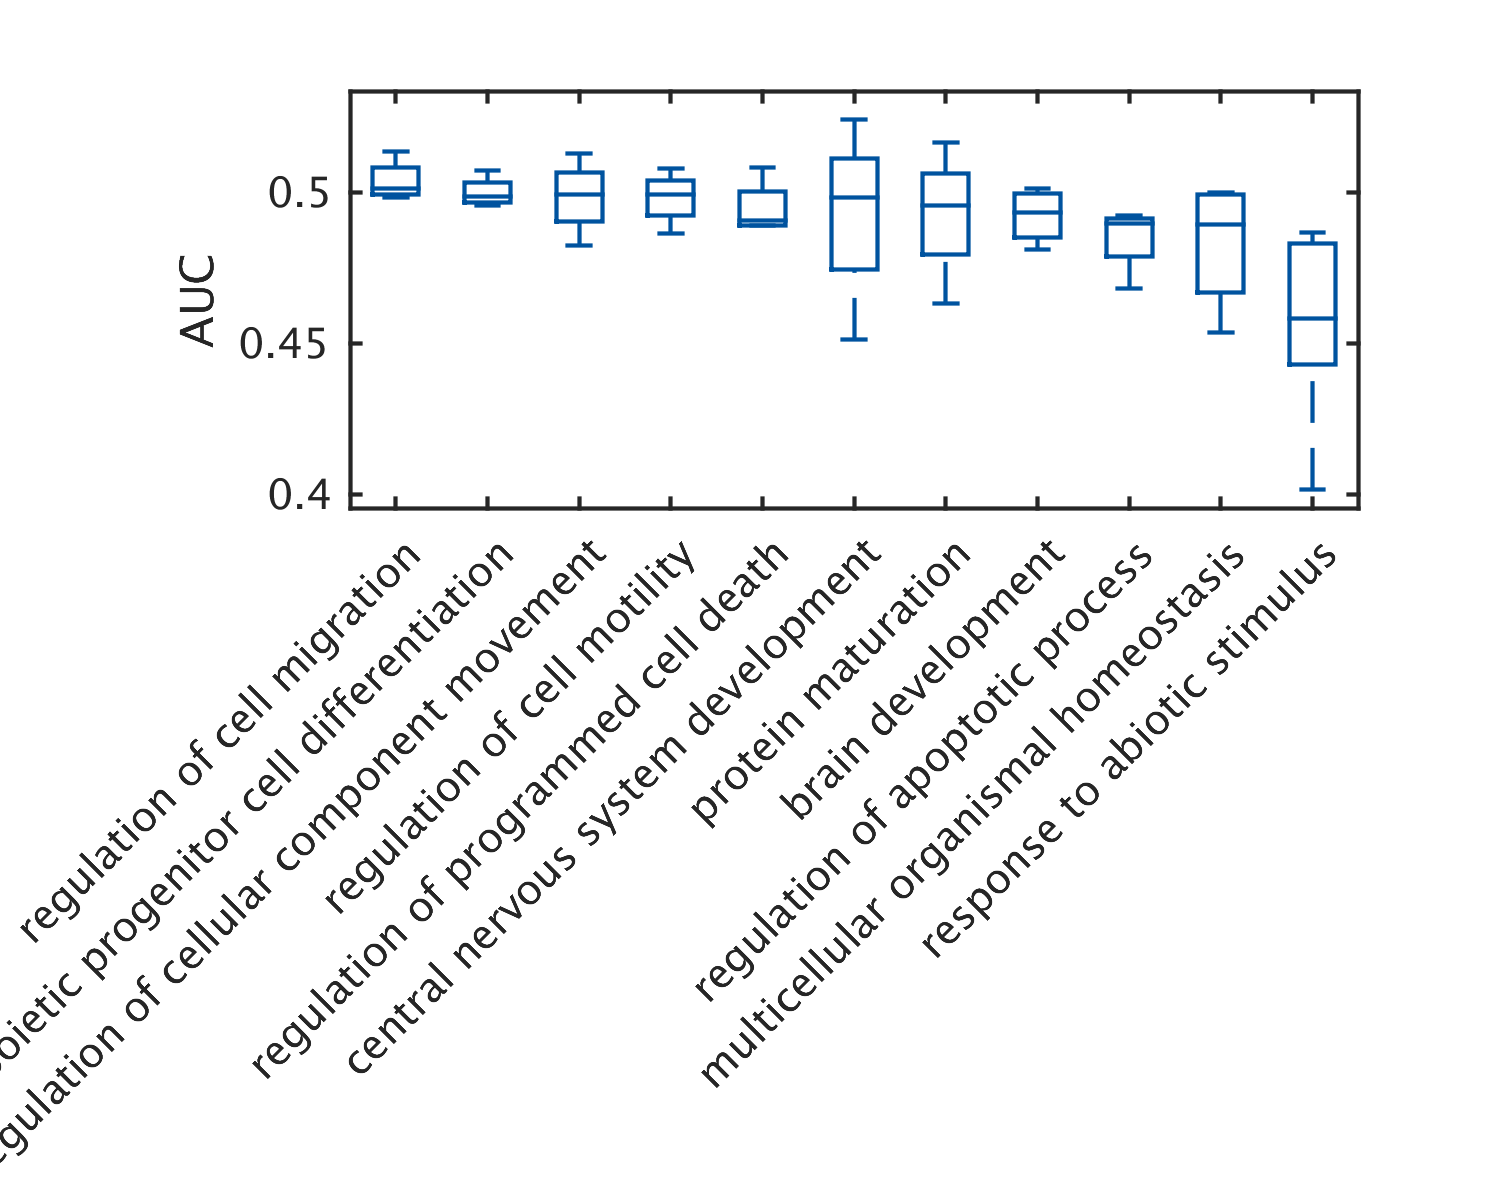 AUC
0.5
0.45
0.4
regulation of cell migration
progenitor cell differentiation
of cellular component movement
regulation of cell motility
regulation of programmed cell death
central nervous system development
protein maturation
brain development
regulation of apoptotic process
multicellular organismal homeostasis
response to abiotic stimulus